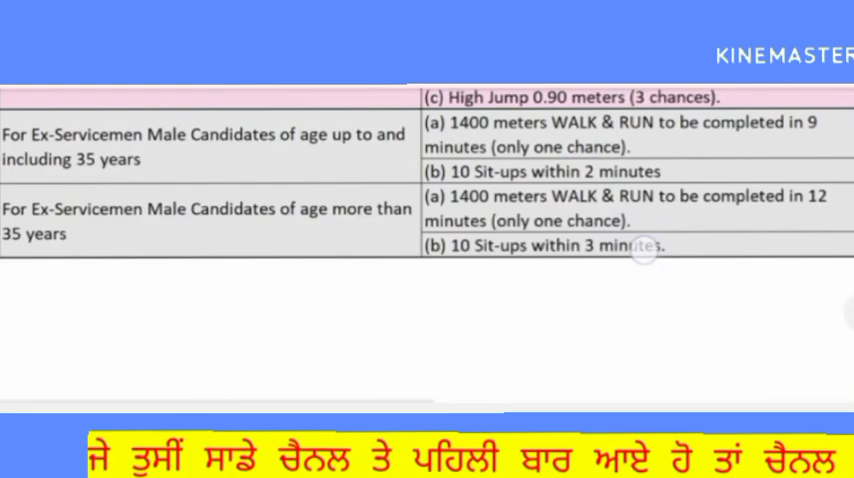 KINEMASTER
(c) High Jump 0.90 meters (3 chances).
For Ex-Servicemen Male Candidates of age up to and
including 35 years
(a) 1400 meters WALK & RUN to be completed in 9
minutes (only one chance).
(b) 10 Sit-ups within 2 minutes
For Ex-Servicemen Male Candidates of age more than
35 years
(a) 1400 meters WALK & RUN to be completed in 12
minutes (only one chance).
(b) 10 Sit-ups within 3 minutes.
ਜੇ ਤੁਸੀਂ ਸਾਡੇ ਚੈਨਲ ਤੇ ਪਹਿਲੀ ਬਾਰ ਆਏ ਹੋ ਤਾਂ ਚੈਨਲ